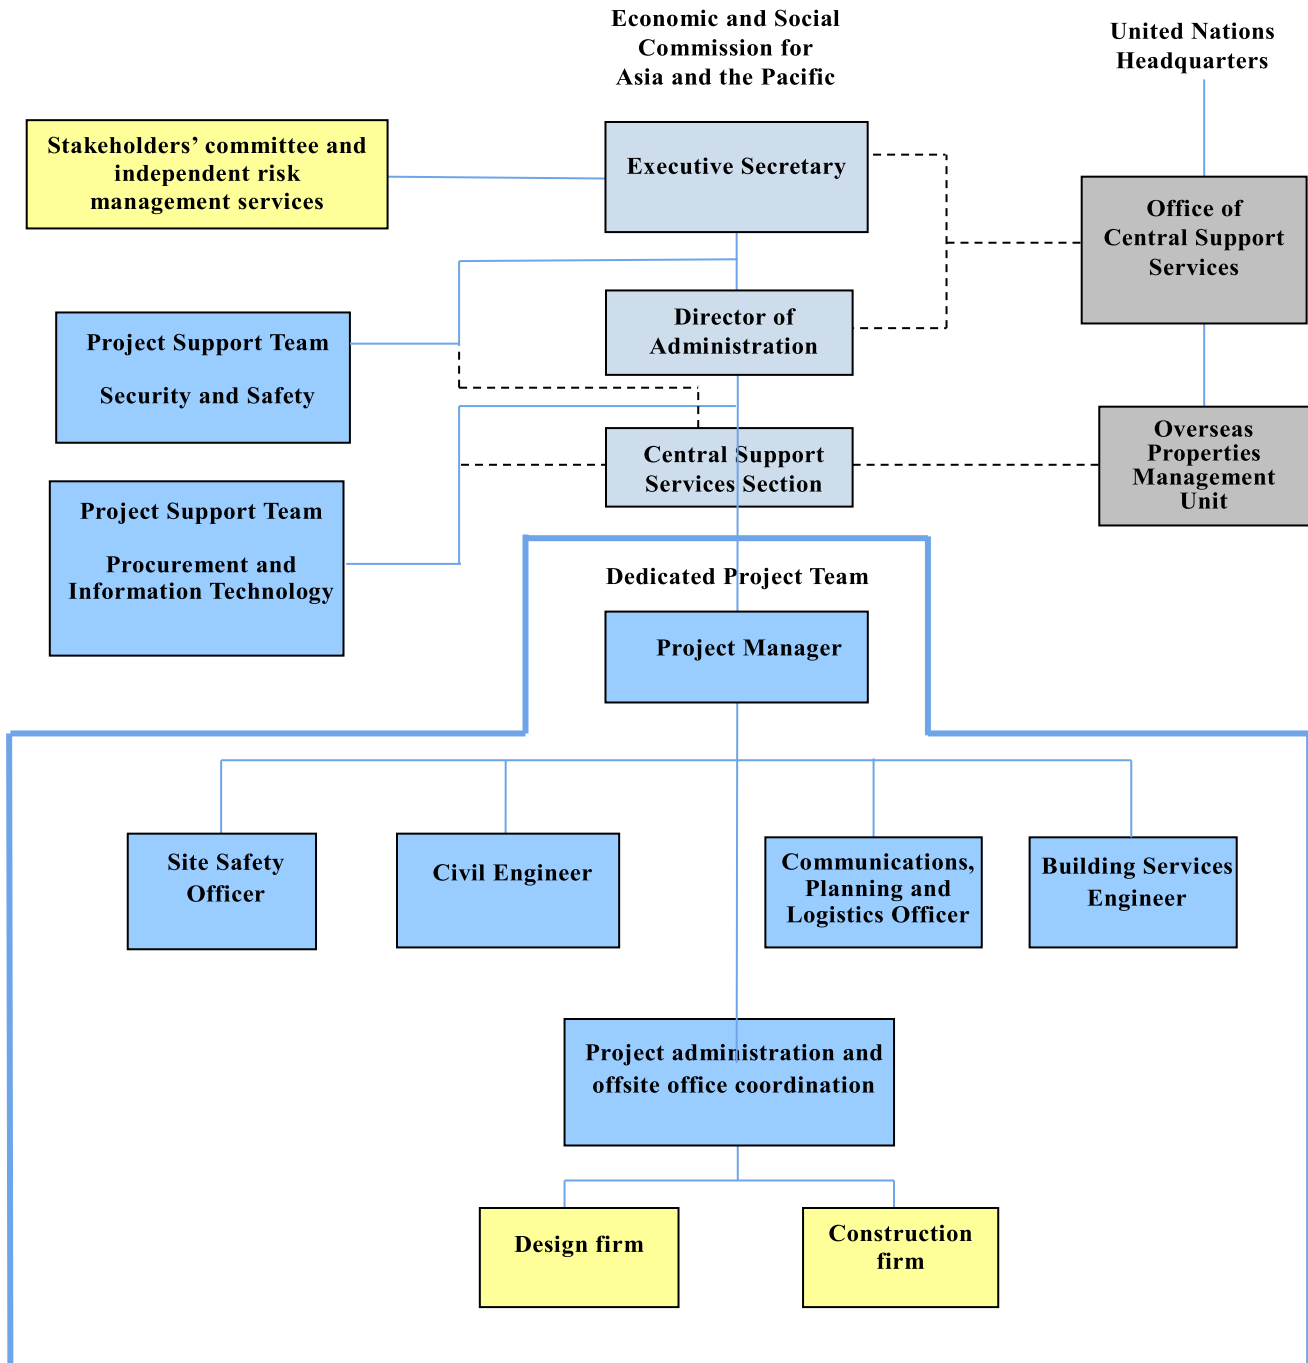 Economic and Social
Commission for
Asia and the Pacific
United Nations
Headquarters
Stakeholders’ committee and
independent risk
management services
Executive Secretary
Office of
Central Support
Services
Project Support Team
Security and Safety
Director of
Administration
Central Support
Services Section
Overseas
Properties
Management
Unit
Project Support Team
Procurement and
Information Technology
Dedicated Project Team
Project Manager
Site Safety
Officer
Civil Engineer
Communications,
Planning and
Logistics Officer
Building Services
Engineer
Project administration and
offsite office coordination
Design firm
Construction
firm